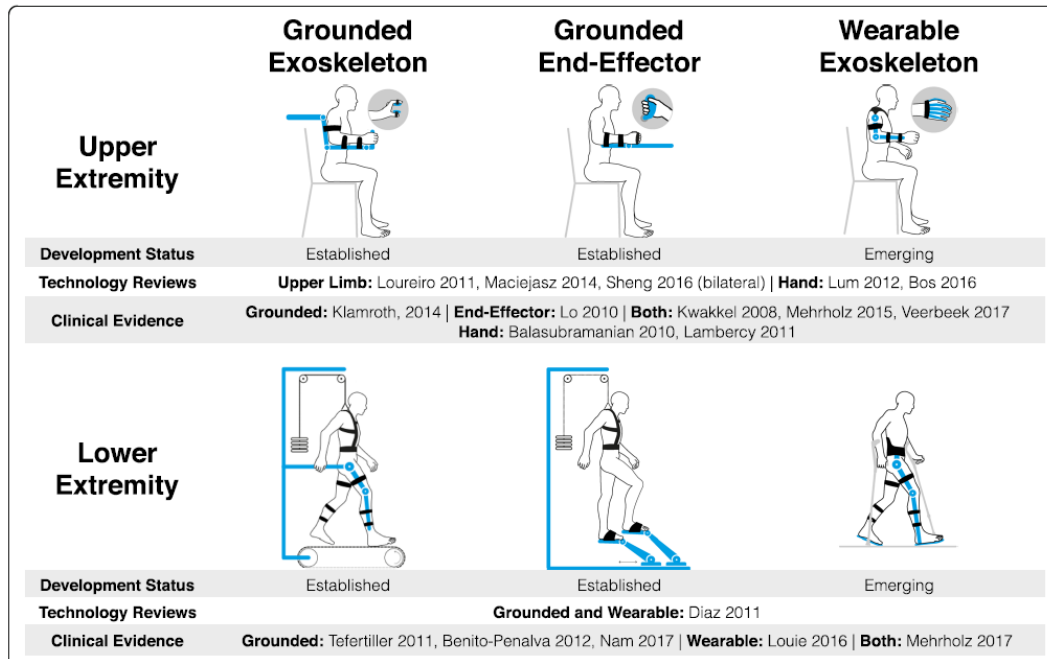 Grounded
Exoskeleton
Grounded
End-Effector
Wearable
Exoskeleton
Upper
Extremity
Development Status Established Established Emerging
Technology Reviews Upper Limb: Loureiro 2011, Maciejasz 2014, Sheng 2016 (bilateral) | Hand: Lum 2012, Bos 2016
Clinical Evidence Grounded: Klamroth, 2014 | End-Effector: Lo 2010 | Both: Kwakkel 2008, Mehrholz 2015, Veerbeek 2017
Hand: Balasubramanian 2010, Lambercy 2011
Lower
Extremity
Development Status Established Established Emerging
Technology Reviews Grounded and Wearable: Diaz 2011
Clinical Evidence Grounded: Tefertiller 2011, Benito-Penalva 2012, Nam 2017 | Wearable: Louie 2016 | Both: Mehrholz 2017